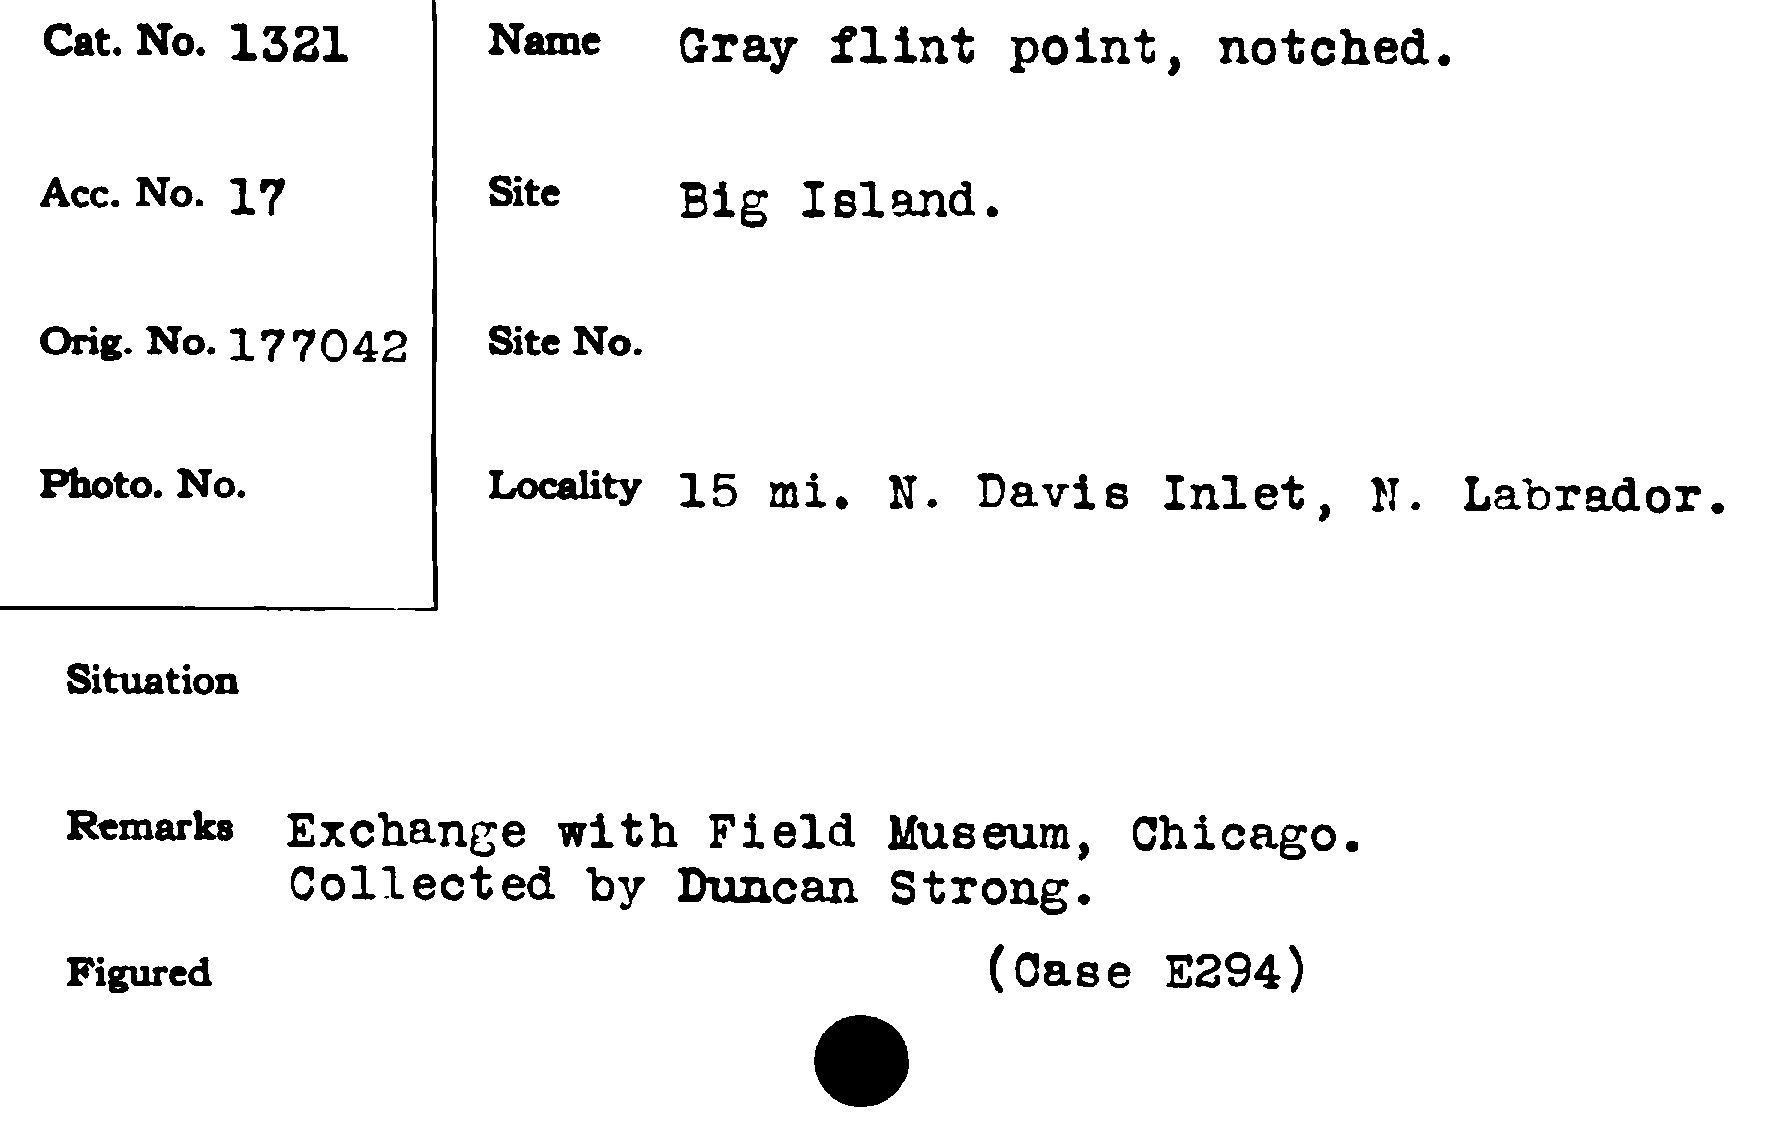 Cat. No. 1321
Name Gray flint point, notched.
Acc. No. 17
Site Big Island.
Orig. No. 177042
Site No.
Photo. No.
Locality 15 mi. N. Davis Inlet, N. Labrador.
Situation
Remarks Exchange with Field Museum, Chicago.
Collected by Duncan Strong.
Figured (Case E294)